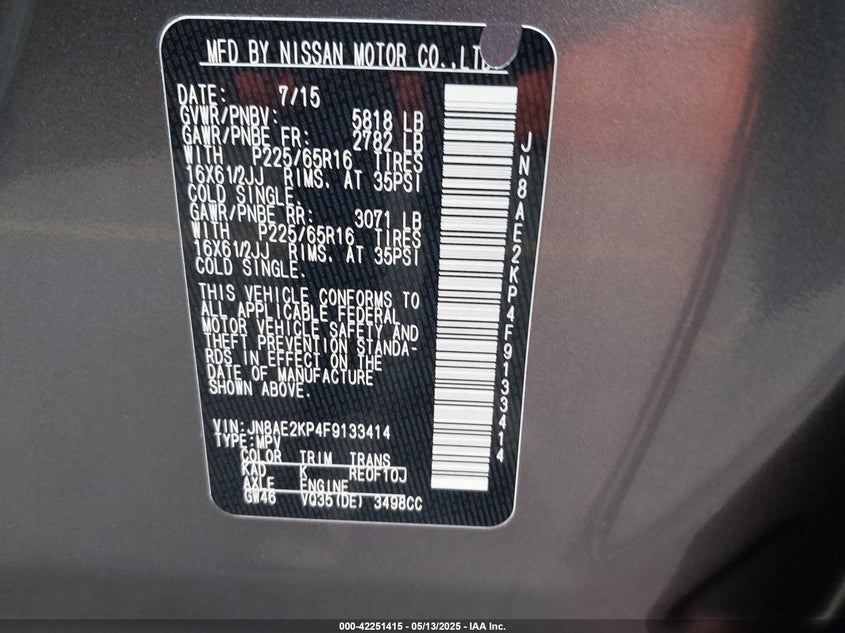 MFD BY NISSAN MOTOR CO.,LTD.
DATE: 7/15
GVWR/PNBV: 5818 LB
GAWR/PNBE FR: 2782 LB
WITH P225/65R16 TIRES
16X61/2JJ RIMS. AT 35PSI
COLD SINGLE.
GAWR/PNBE RR: 3071 LB
WITH P225/65R16 TIRES
16X61/2JJ RIMS. AT 35PSI
COLD SINGLE.
THIS VEHICLE CONFORMS TO
ALL APPLICABLE FEDERAL
MOTOR VEHICLE SAFETY AND
THEFT PREVENTION STANDA-
RDS IN EFFECT ON THE
DATE OF MANUFACTURE
SHOWN ABOVE.
VIN:JN8AE2KP4F9133414
TYPE:MPV
COLOR TRIM TRANS
KAD K RE0F10J
AXLE ENGINE
GW46 VQ35(DE) 3498CC
JN8AE2KP4F9133414
000-42251415 - 05/13/2025 - IAA Inc.